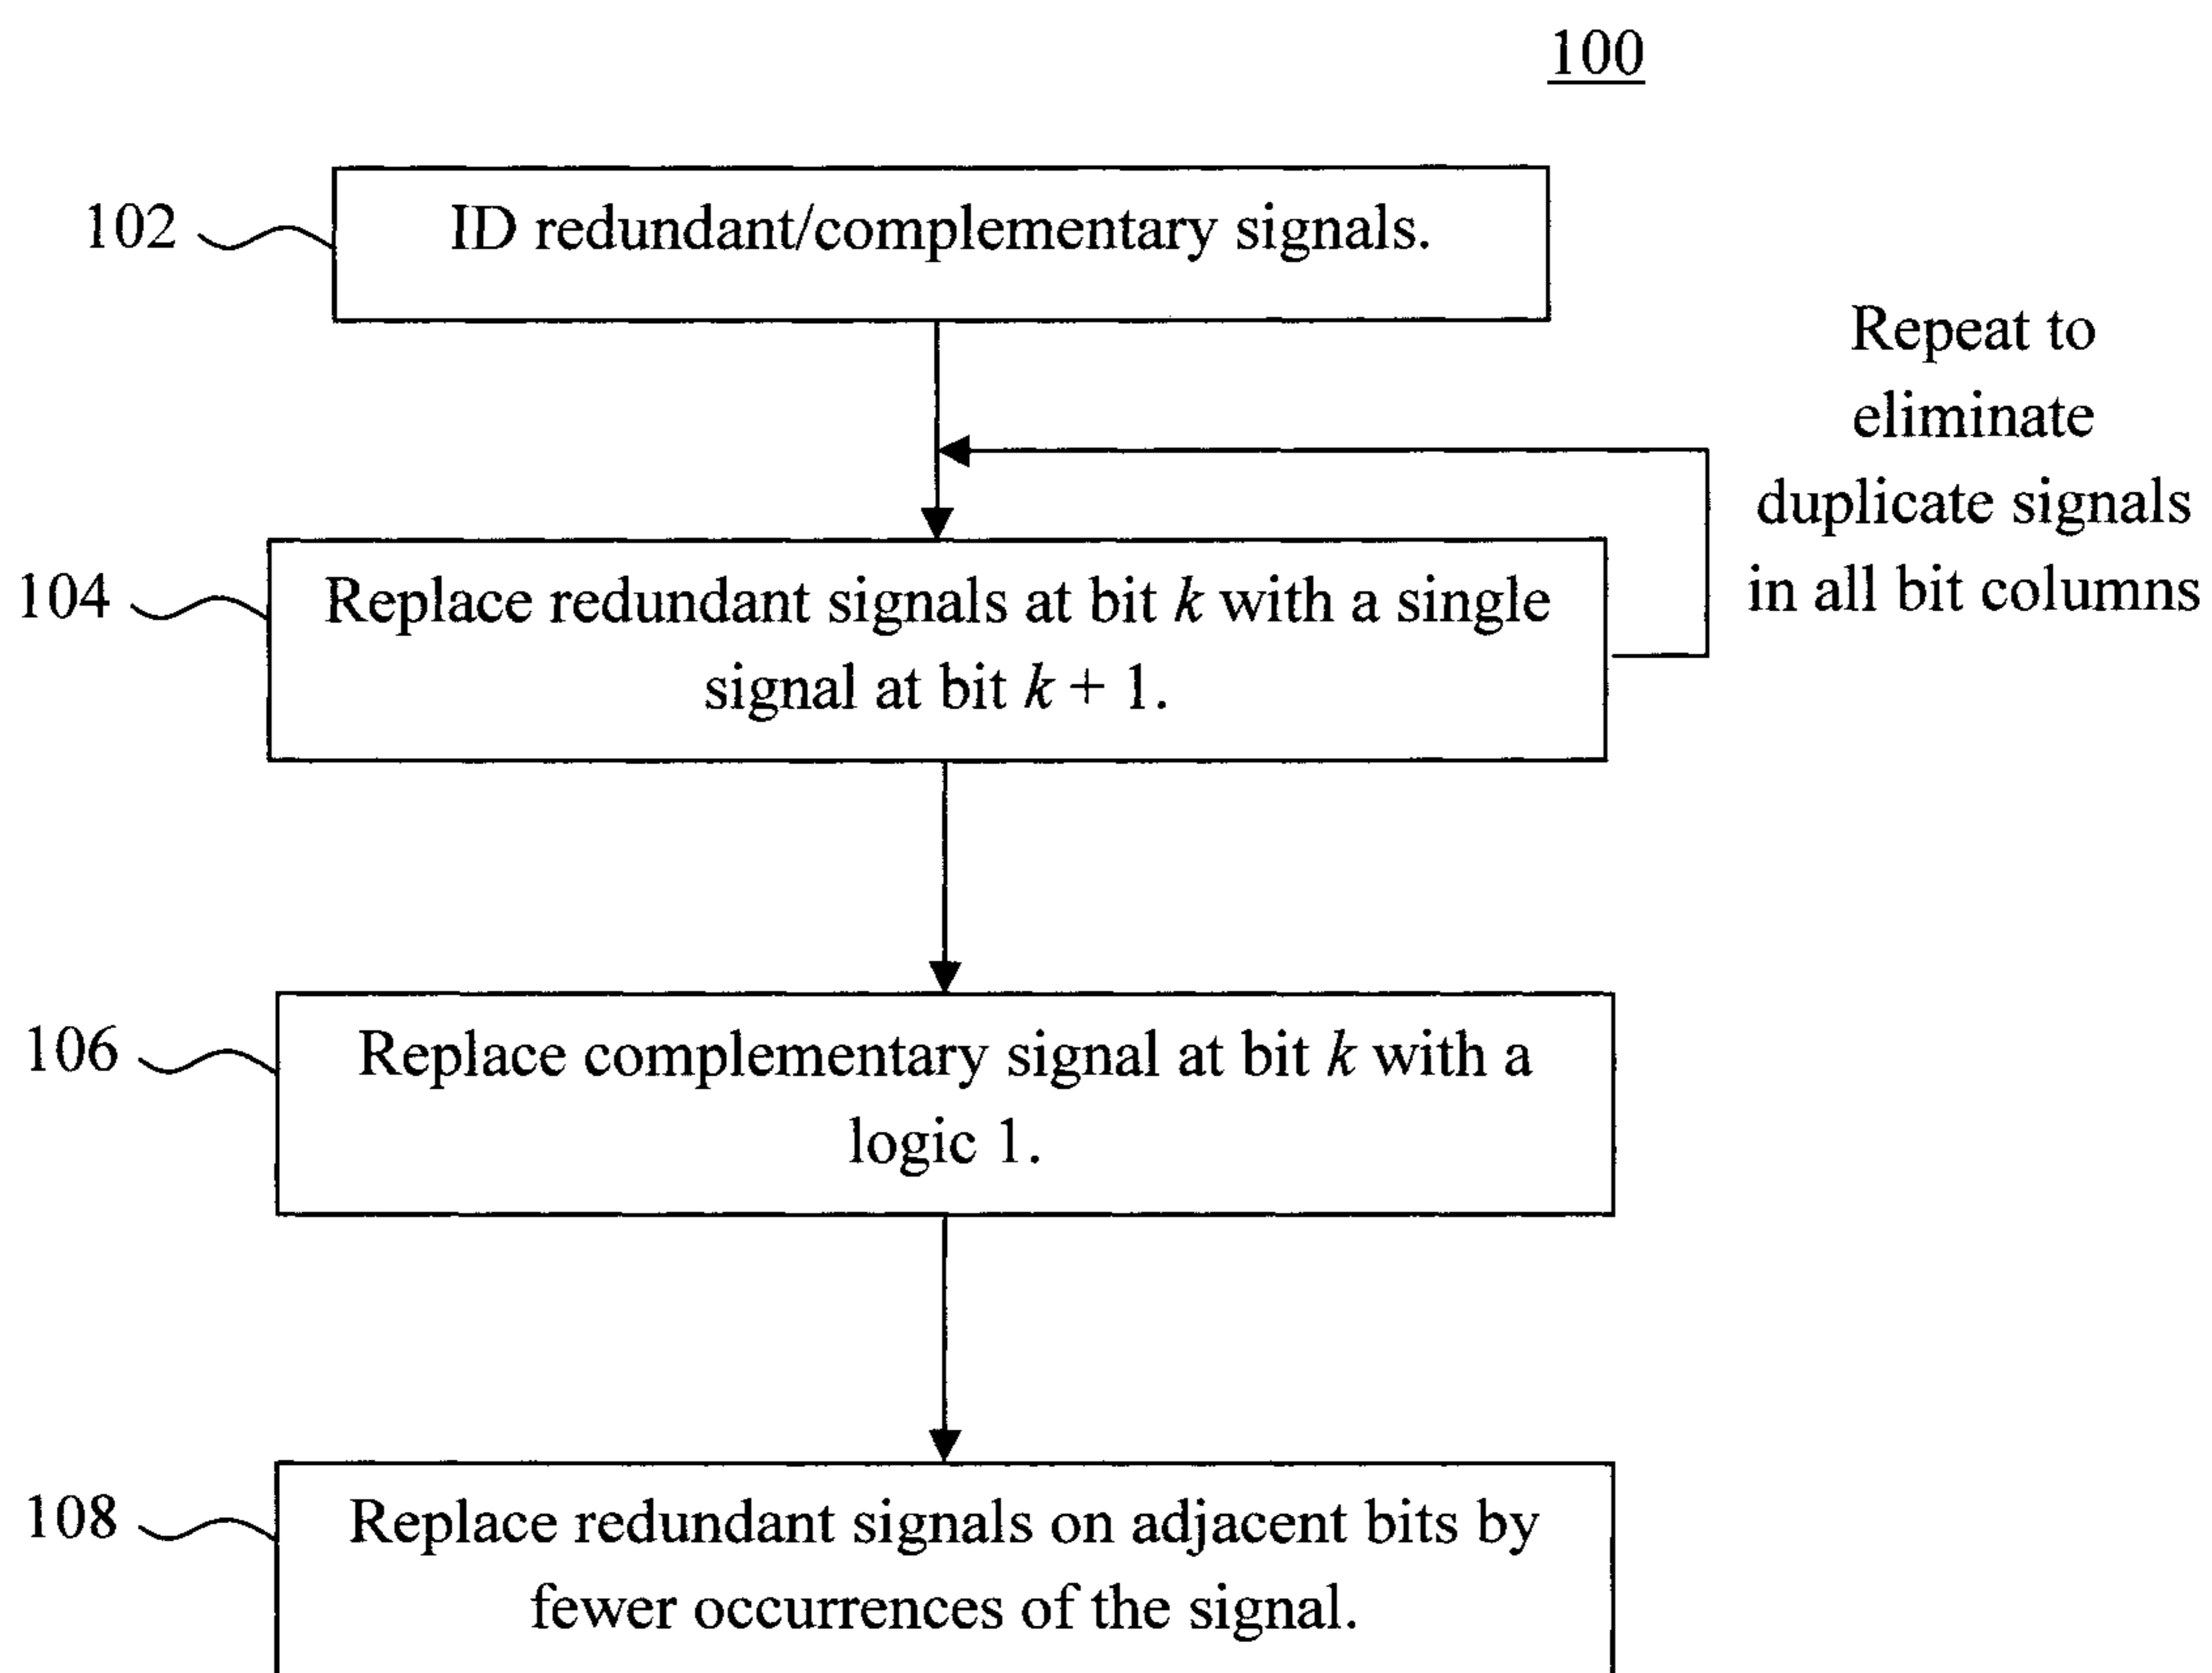 100
102
ID redundant/complementary signals.
Repeat to
eliminate
duplicate signals
in all bit columns
104
Replace redundant signals at bit k with a single
signal at bit k + 1.
106
Replace complementary signal at bit k with a
logic 1.
108
Replace redundant signals on adjacent bits by
fewer occurrences of the signal.